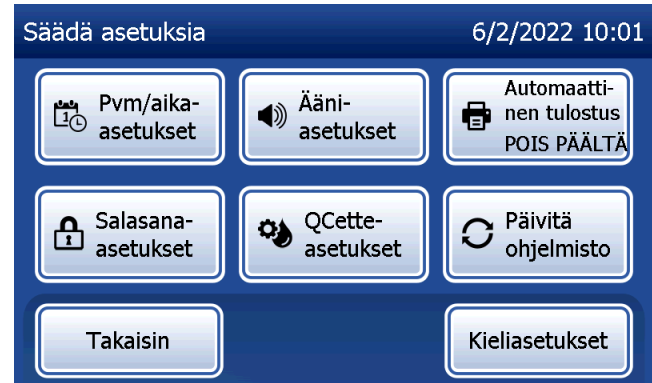 Säädä asetuksia 6/2/2022 10:01
Pvm/aika-
asetukset
Ääni-
asetukset
Automaatti-
nen tulostus
POIS PÄÄLTÄ
Salasana-
asetukset
QCette-
asetukset
Päivitä
ohjelmisto
Takaisin
Kieliasetukset